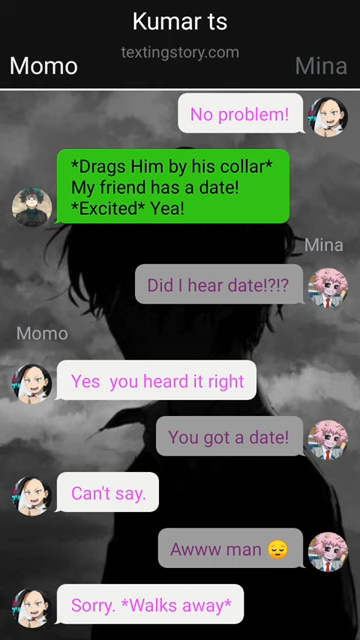 Kumar ts
textingstory.com
Momo
Mina
No problem!
*Drags Him by his collar*
My friend has a date!
*Excited* Yea!
Mina
Did I hear date!?!?
Momo
Yes  you heard it right
You got a date!
Can't say.
Awww man 😔
Sorry. *Walks away*